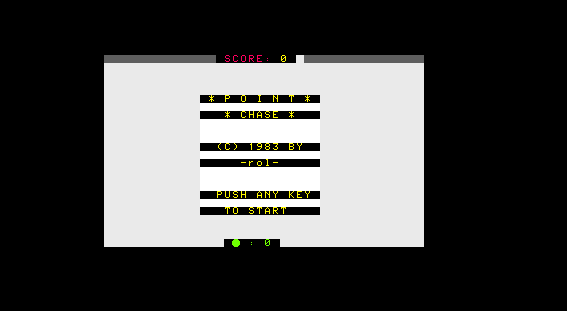 SCORE: 0
* P O I N T *
* CHASE *
(C) 1983 BY
-rol-
PUSH ANY KEY
TO START
: 0